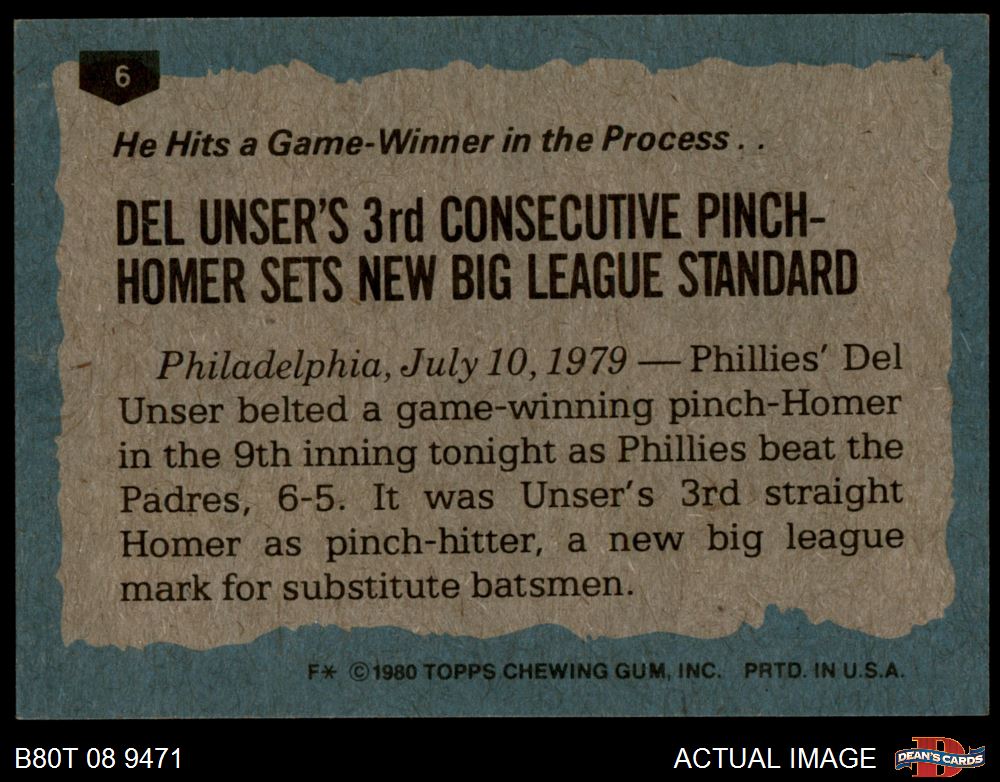 6
He Hits a Game-Winner in the Process . .
DEL UNSER'S 3rd CONSECUTIVE PINCH-
HOMER SETS NEW BIG LEAGUE STANDARD
Philadelphia, July 10, 1979 — Phillies' Del
Unser belted a game-winning pinch-Homer
in the 9th inning tonight as Phillies beat the
Padres, 6-5. It was Unser's 3rd straight
Homer as pinch-hitter, a new big league
mark for substitute batsmen.
F* ©1980 TOPPS CHEWING GUM, INC. PRTD. IN U.S.A.
B80T 08 9471
ACTUAL IMAGE
D
DEAN'S CARDS